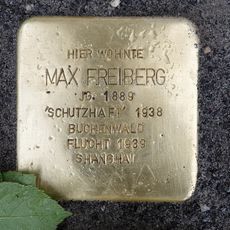 HIER WOHNTE
MAX FREIBERG
JG. 1889
'SCHUTZHAFT' 1938
BUCHENWALD
FLUCHT 1939
SHANGHAI